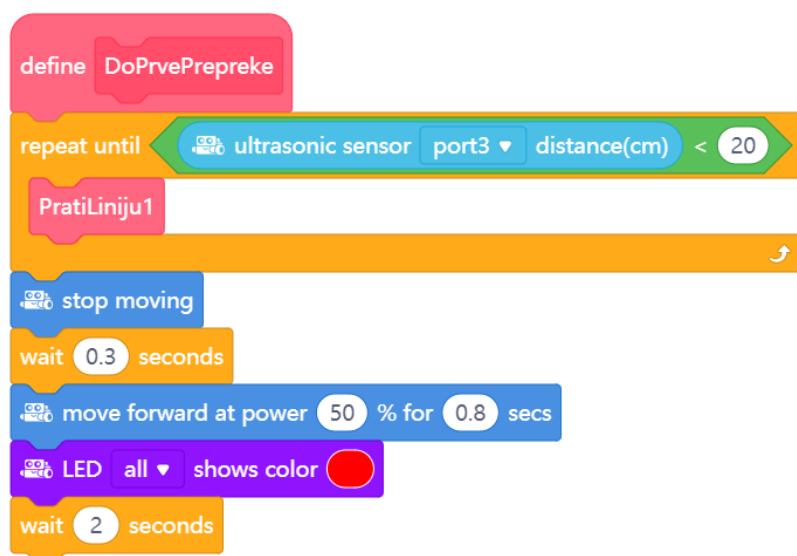 define DoPrvePrepreke
repeat until ultrasonic sensor port3 distance(cm) < 20
PratiLiniju1
stop moving
wait 0.3 seconds
move forward at power 50 % for 0.8 secs
LED all shows color
wait 2 seconds